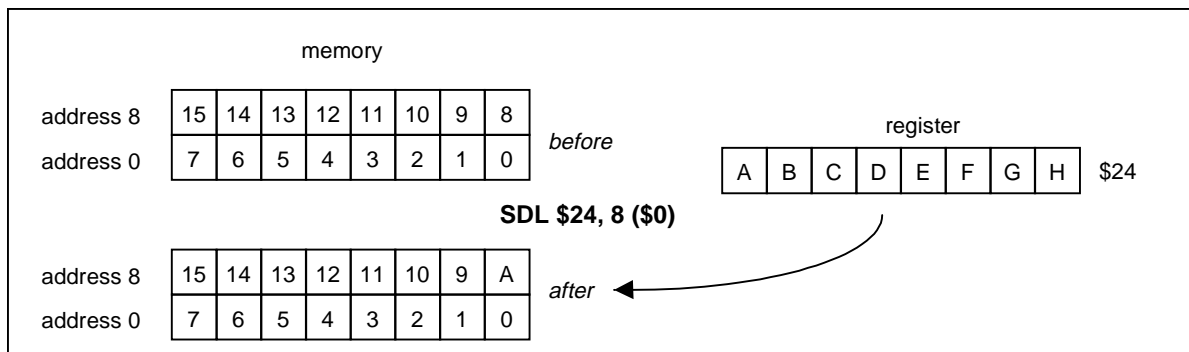 memory
address 8 15 14 13 12 11 10 9 8
address 0 7 6 5 4 3 2 1 0
before
register
A B C D E F G H $24
SDL $24, 8 ($0)
address 8 15 14 13 12 11 10 9 A
address 0 7 6 5 4 3 2 1 0
after